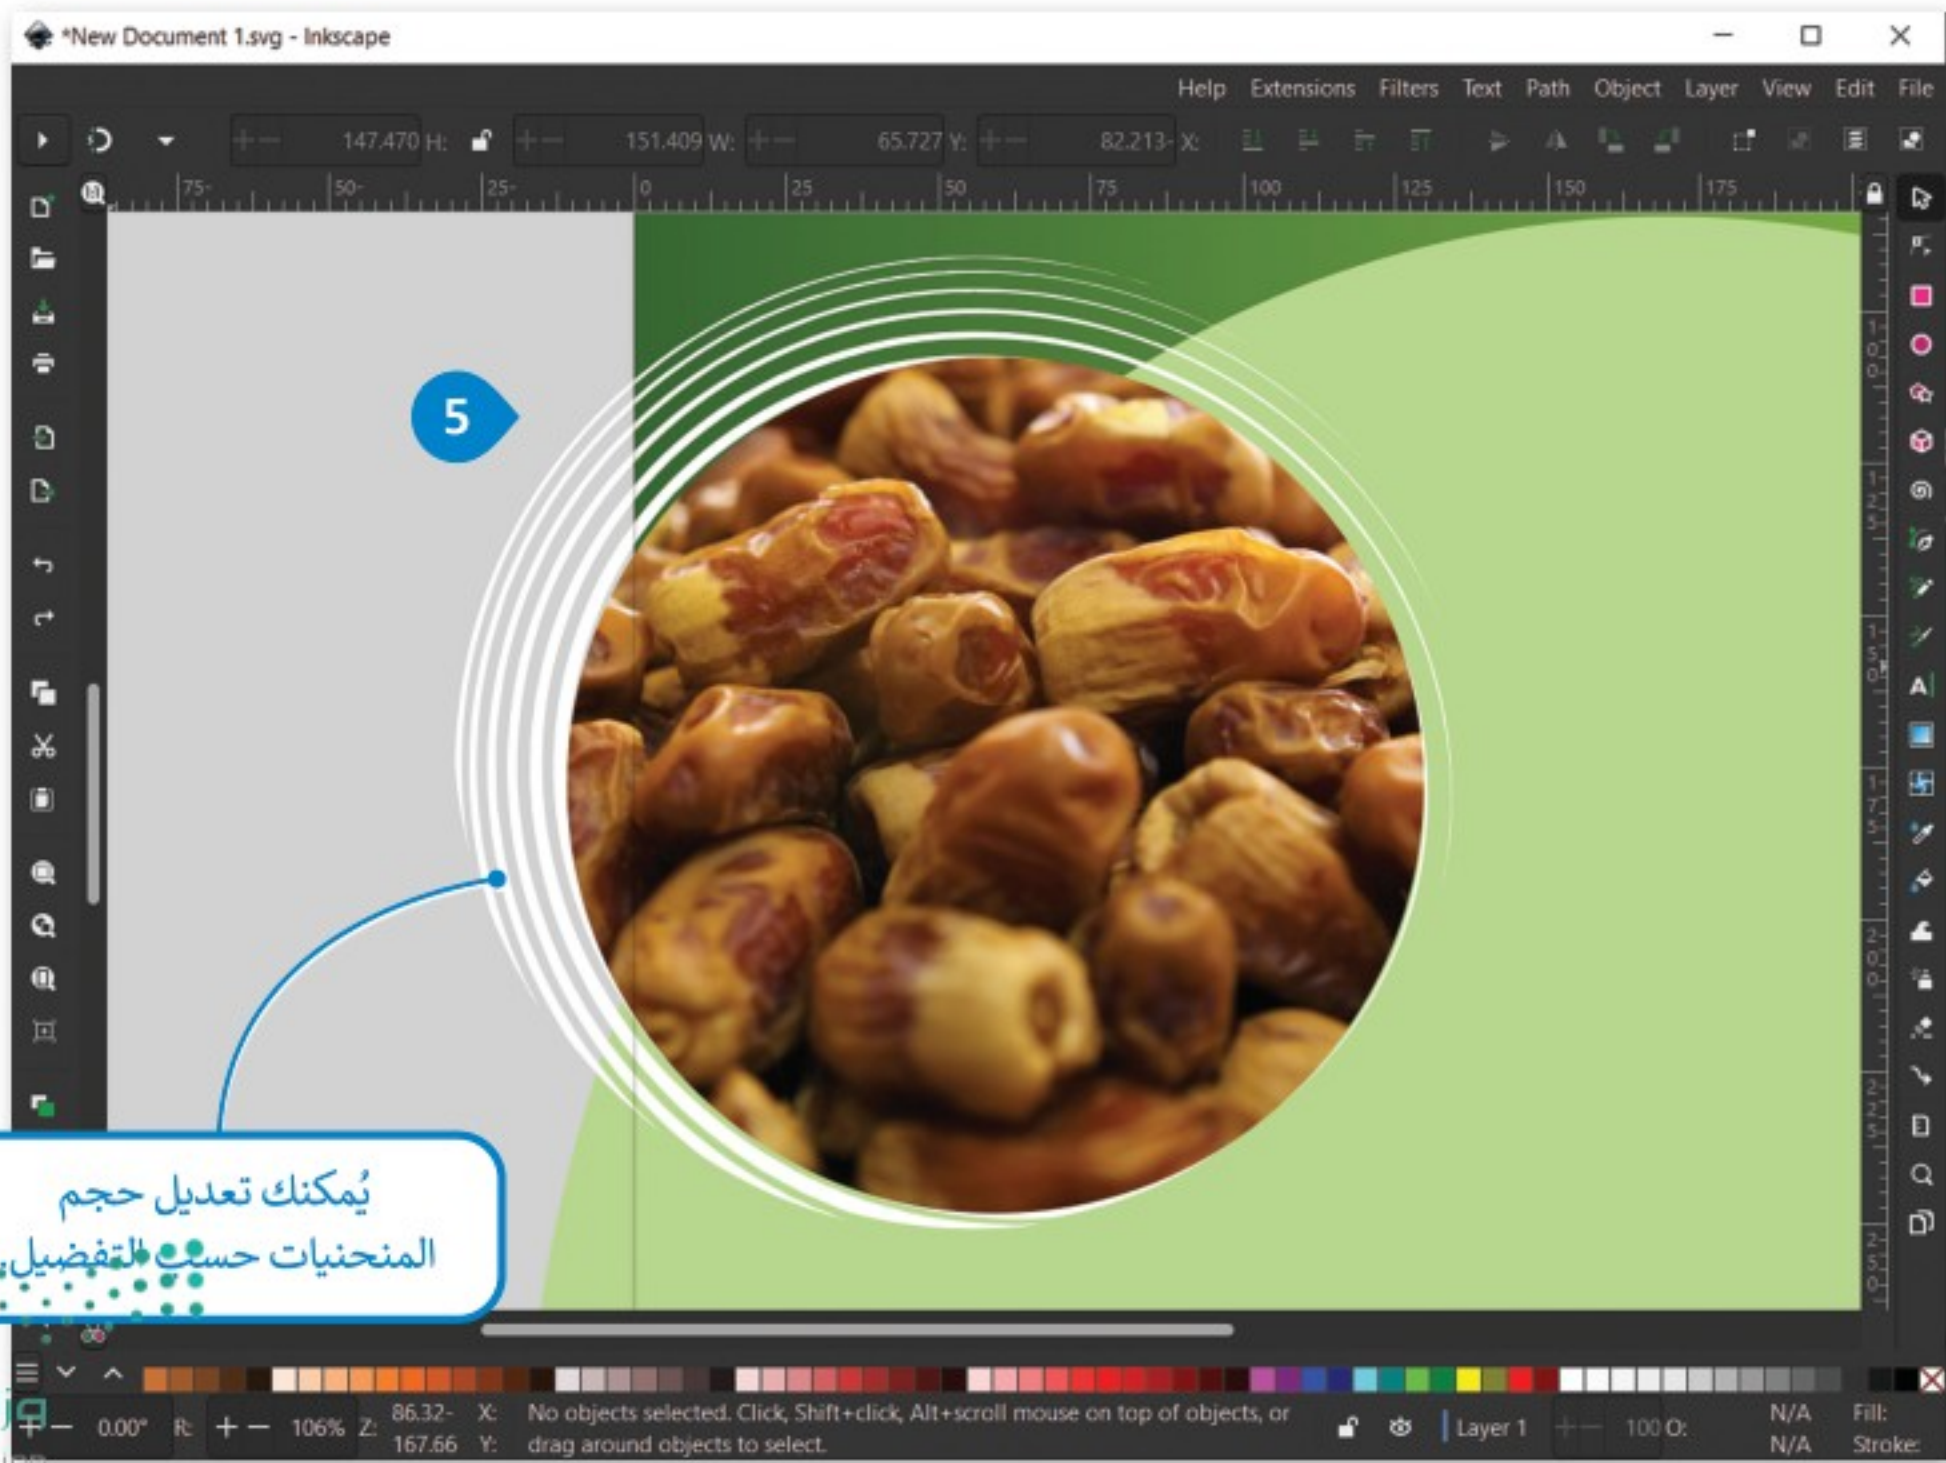 *New Document 1.svg - Inkscape
Help Extensions Filters Text Path Object Layer View Edit File
147.470 H: 151.409 W: 65.727 Y: 82.213- X:
75- 50- 25- 0 25 50 75 100 125 150 175
5
يُمكنك تعديل حجم
المنحنيات حسب التفضيل.
0.00° R: 106% Z: 86.32- X: No objects selected. Click, Shift+click, Alt+scroll mouse on top of objects, or Layer 1 100 O: N/A Fill:
167.66 Y: drag around objects to select. N/A Stroke: